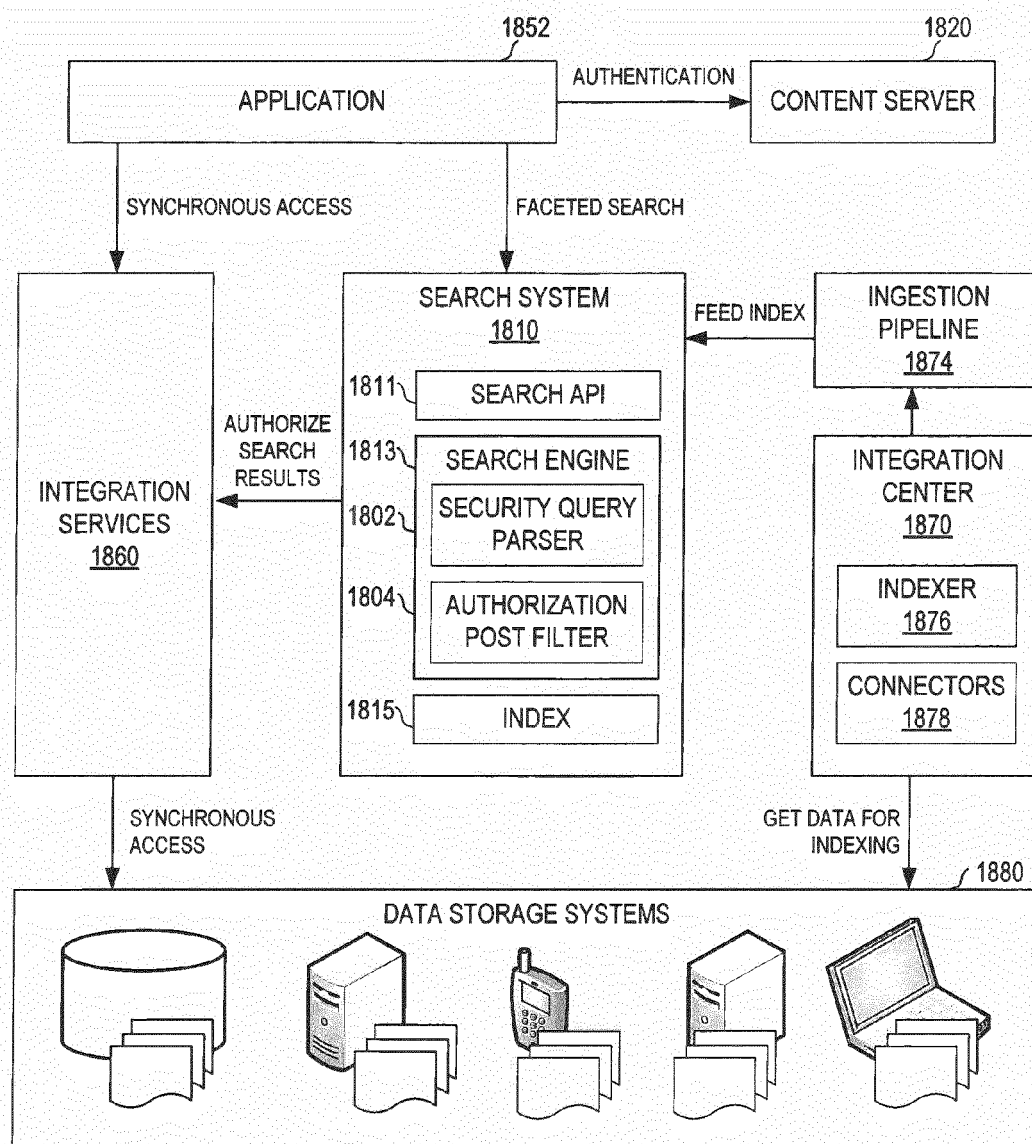 1852
1820
APPLICATION
AUTHENTICATION
CONTENT SERVER
SYNCHRONOUS ACCESS
FACETED SEARCH
SEARCH SYSTEM
1810
FEED INDEX
INGESTION
PIPELINE
1874
1811
SEARCH API
AUTHORIZE
SEARCH
RESULTS
1813
SEARCH ENGINE
1802
SECURITY QUERY
PARSER
1804
AUTHORIZATION
POST FILTER
1815
INDEX
INTEGRATION
SERVICES
1860
INTEGRATION
CENTER
1870
INDEXER
1876
CONNECTORS
1878
SYNCHRONOUS
ACCESS
GET DATA FOR
INDEXING
1880
DATA STORAGE SYSTEMS